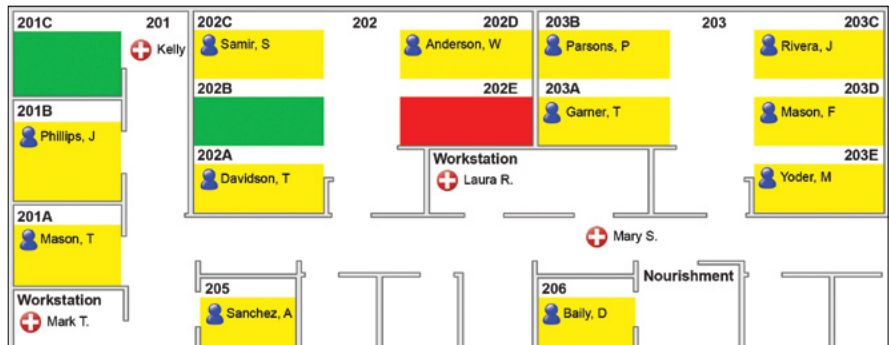 201C
201
202C
202
202D
203B
203
203C
Kelly
Samir, S
Anderson, W
Parsons, P
Rivera, J
202B
202E
203A
203D
201B
Phillips, J
Garner, T
Mason, F
202A
Workstation
203E
Davidson, T
Laura R.
Yoder, M
201A
Mason, T
Mary S.
Nourishment
Workstation
205
206
Mark T.
Sanchez, A
Baily, D